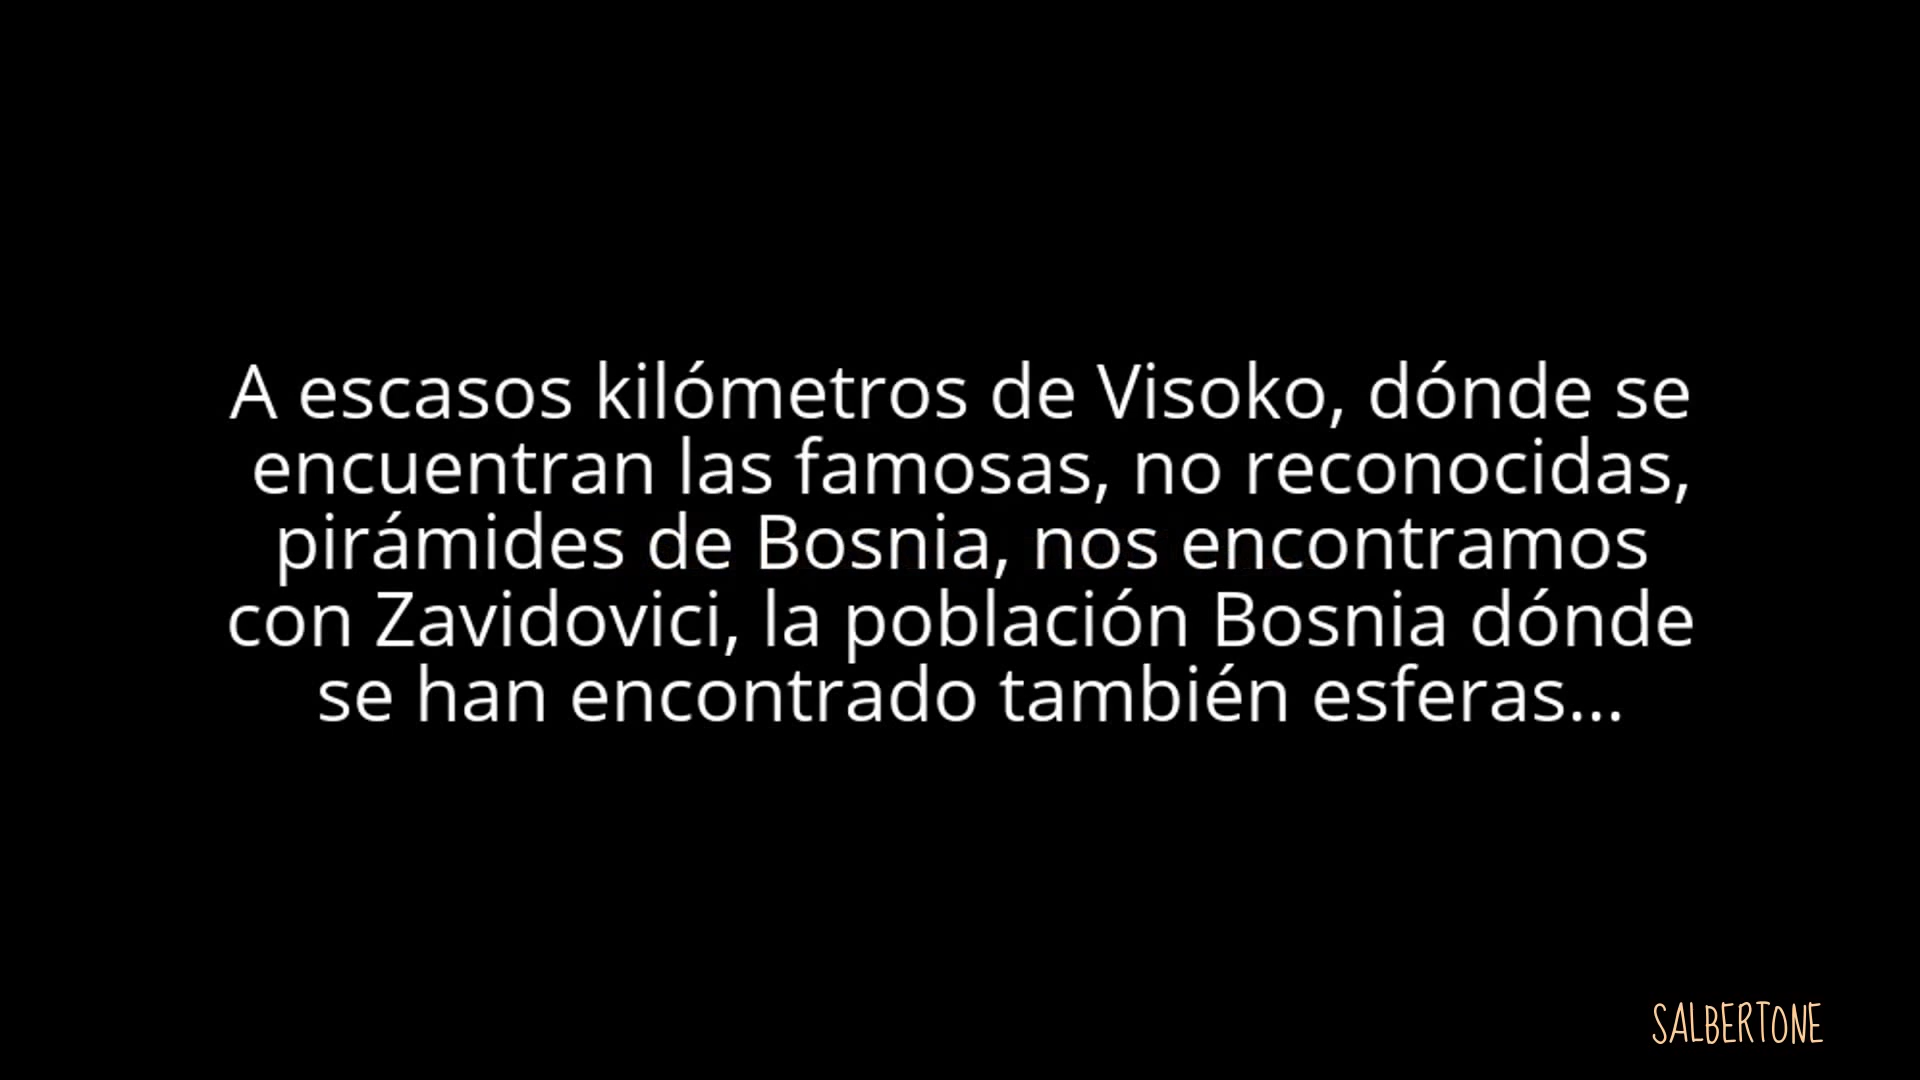 A escasos kilómetros de Visoko, dónde se
encuentran las famosas, no reconocidas,
pirámides de Bosnia, nos encontramos
con Zavidovici, la población Bosnia dónde
se han encontrado también esferas...
SALBERTONE